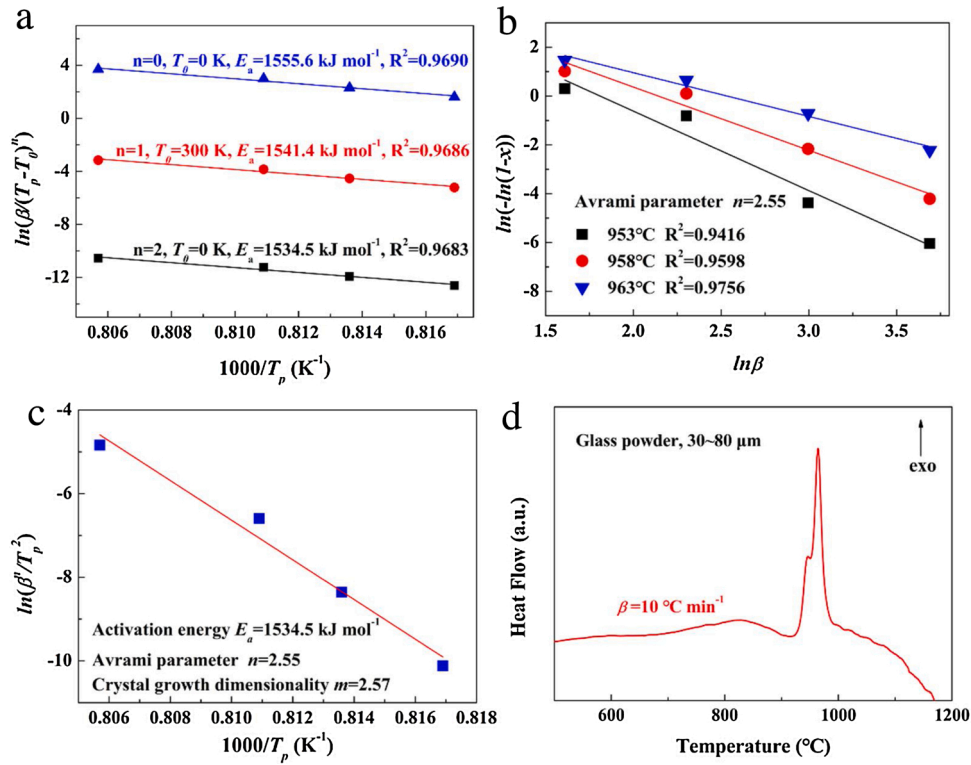 a
n=0, T₀=0 K, Eₐ=1555.6 kJ mol⁻¹, R²=0.9690
n=1, T₀=300 K, Eₐ=1541.4 kJ mol⁻¹, R²=0.9686
n=2, T₀=0 K, Eₐ=1534.5 kJ mol⁻¹, R²=0.9683
4
0
-4
-8
-12
ln(β/(Tₚ-T₀)ⁿ)
0.806 0.808 0.810 0.812 0.814 0.816
1000/Tₚ (K⁻¹)
b
2
0
-2
-4
-6
-8
ln(-ln(1-x))
Avrami parameter n=2.55
953°C R²=0.9416
958°C R²=0.9598
963°C R²=0.9756
1.5 2.0 2.5 3.0 3.5
lnβ
c
-4
-6
-8
-10
ln(βⁿ/Tₚ²)
Activation energy Eₐ=1534.5 kJ mol⁻¹
Avrami parameter n=2.55
Crystal growth dimensionality m=2.57
0.806 0.808 0.810 0.812 0.814 0.816 0.818
1000/Tₚ (K⁻¹)
d
Glass powder, 30~80 μm
exo
Heat Flow (a.u.)
β=10 °C min⁻¹
600 800 1000 1200
Temperature (°C)